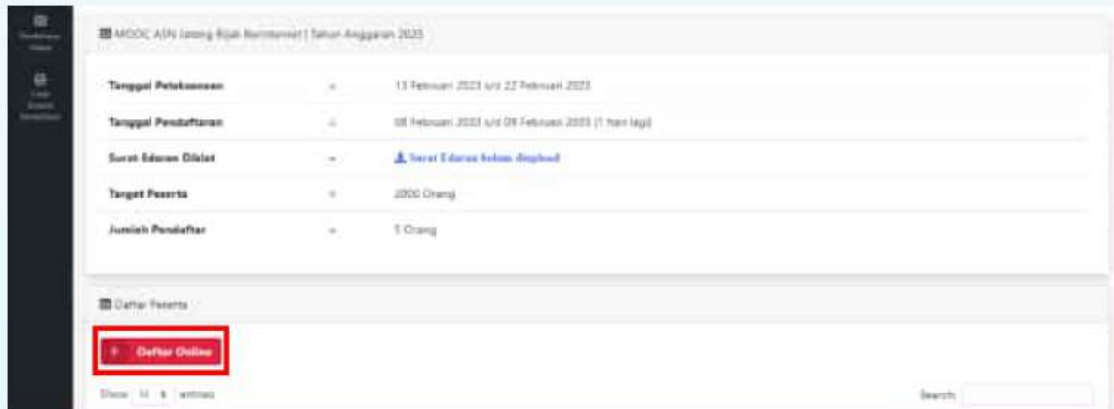 MOOC ASN Jateng Bijak Berinternet | Tahun Anggaran 2023
Tanggal Pelaksanaan : 13 Februari 2023 s/d 22 Februari 2023
Tanggal Pendaftaran : 08 Februari 2023 s/d 09 Februari 2023 (1 hari lagi)
Surat Edaran Diklat : Surat Edaran belum diupload
Target Peserta : 2000 Orang
Jumlah Pendaftar : Orang
Daftar Peserta
Daftar Online
Show 10 entries Search: